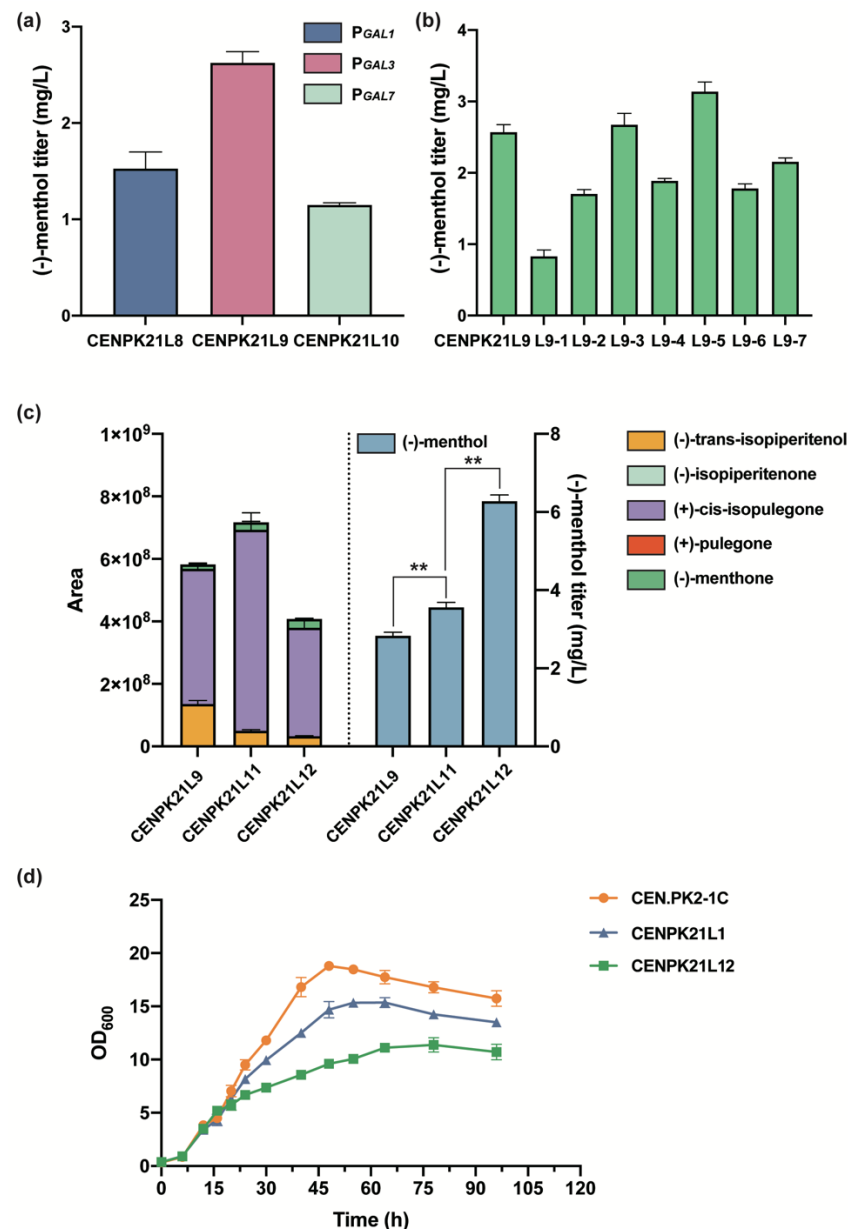 (a)
3
2
1
0
(-)-menthol titer (mg/L)
PGAL1
PGAL3
PGAL7
CENPK21L8 CENPK21L9 CENPK21L10
(b)
4
3
2
1
0
(-)-menthol titer (mg/L)
CENPK21L9 L9-1 L9-2 L9-3 L9-4 L9-5 L9-6 L9-7
(c)
1×10⁹
8×10⁸
6×10⁸
4×10⁸
2×10⁸
0
Area
(-)-menthol
**
**
8
6
4
2
0
(-)-menthol titer (mg/L)
CENPK21L9
CENPK21L11
CENPK21L12
CENPK21L9
CENPK21L11
CENPK21L12
(-)-trans-isopiperitenol
(-)-isopiperitenone
(+)-cis-isopulegone
(+)-pulegone
(-)-menthone
(d)
25
20
15
10
5
0
OD₆₀₀
0 15 30 45 60 75 90 105 120
Time (h)
CEN.PK2-1C
CENPK21L1
CENPK21L12